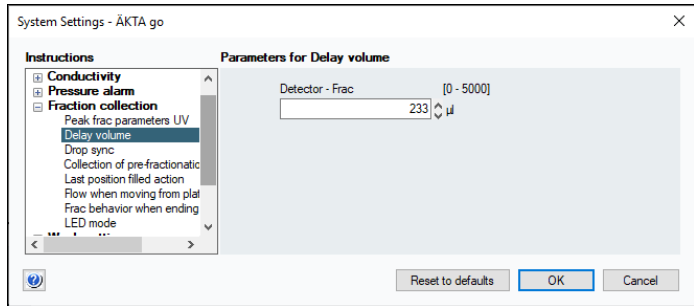 System Settings - ÄKTA go
Instructions
Conductivity
Pressure alarm
Fraction collection
Peak frac parameters UV
Delay volume
Drop sync
Collection of pre-fractionatic
Last position filled action
Flow when moving from plat
Frac behavior when ending
LED mode
Parameters for Delay volume
Detector - Frac [0 - 5000]
233 µl
Reset to defaults OK Cancel